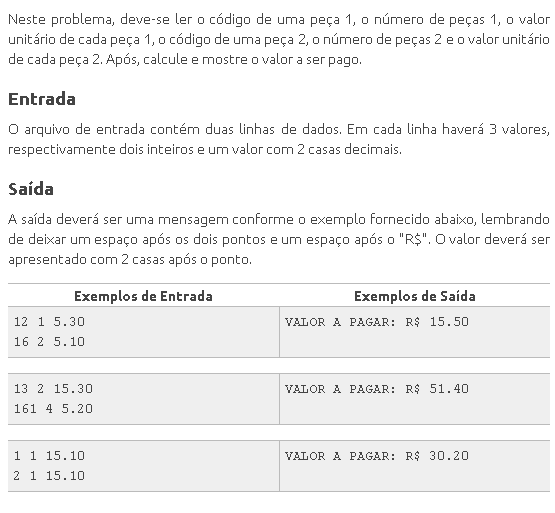 Neste problema, deve-se ler o código de uma peça 1, o número de peças 1, o valor
unitário de cada peça 1, o código de uma peça 2, o número de peças 2 e o valor unitário
de cada peça 2. Após, calcule e mostre o valor a ser pago.
Entrada
O arquivo de entrada contém duas linhas de dados. Em cada linha haverá 3 valores,
respectivamente dois inteiros e um valor com 2 casas decimais.
Saída
A saída deverá ser uma mensagem conforme o exemplo fornecido abaixo, lembrando
de deixar um espaço após os dois pontos e um espaço após o "R$". O valor deverá ser
apresentado com 2 casas após o ponto.
Exemplos de Entrada Exemplos de Saída
12 1 5.30 VALOR A PAGAR: R$ 15.50
16 2 5.10
13 2 15.30 VALOR A PAGAR: R$ 51.40
161 4 5.20
1 1 15.10 VALOR A PAGAR: R$ 30.20
2 1 15.10